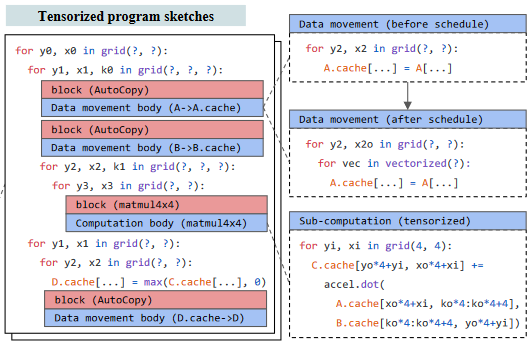 Tensorized program sketches
for y0, x0 in grid(?, ?):
for y1, x1, k0 in grid(?, ?, ?):
block (AutoCopy)
Data movement body (A->A.cache)
block (AutoCopy)
Data movement body (B->B.cache)
for y2, x2, k1 in grid(?, ?, ?):
for y3, x3 in grid(?, ?):
block (matmul4x4)
Computation body (matmul4x4)
for y1, x1 in grid(?, ?):
for y2, x2 in grid(?, ?):
D.cache[...] = max(C.cache[...], 0)
block (AutoCopy)
Data movement body (D.cache->D)
Data movement (before schedule)
for y2, x2 in grid(?, ?):
A.cache[...] = A[...]
Data movement (after schedule)
for y2, x2o in grid(?, ?):
for vec in vectorized(?):
A.cache[...] = A[...]
Sub-computation (tensorized)
for yi, xi in grid(4, 4):
C.cache[yo*4+yi, xo*4+xi] +=
accel.dot(
A.cache[xo*4+xi, ko*4:ko*4+4],
B.cache[ko*4:ko*4+4, yo*4+yi])